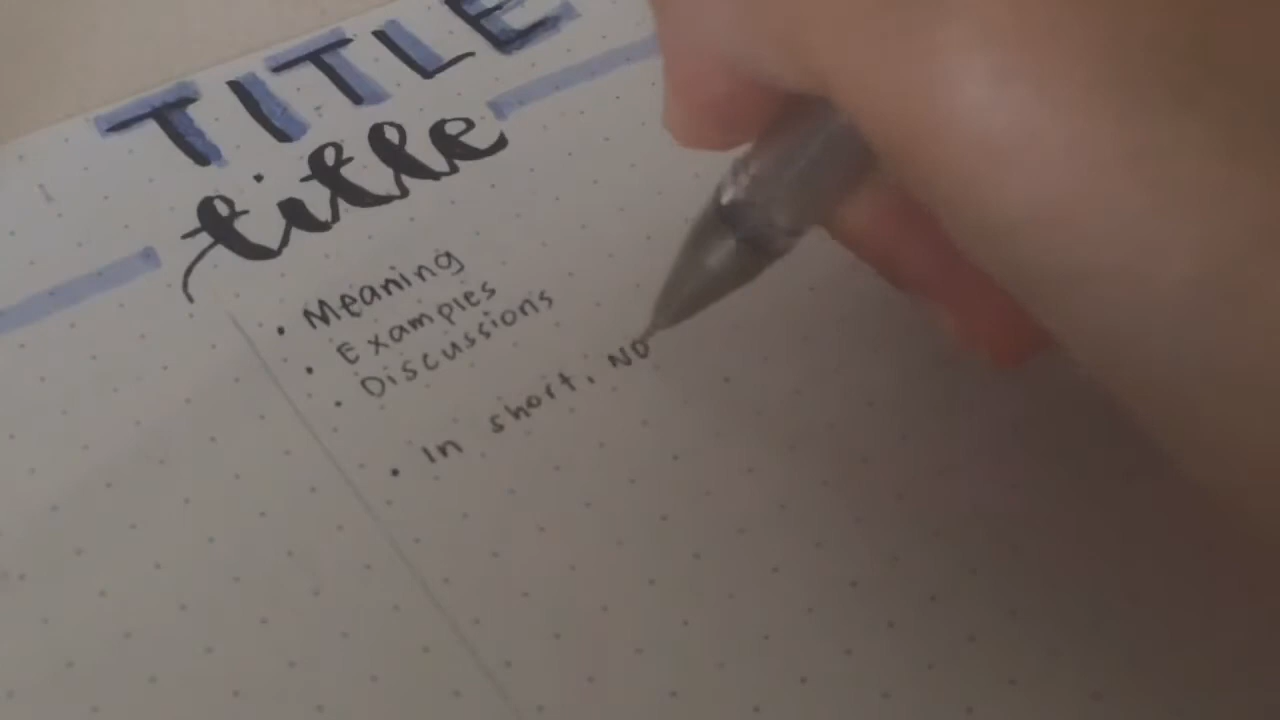 TITLE
title
• Meaning
• Examples
• Discussions
• In short, NO